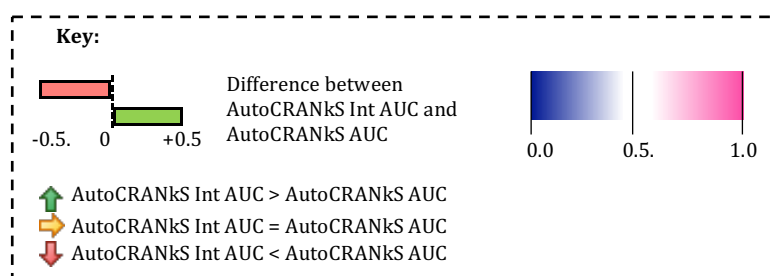 Key:
Difference between
AutoCRANkS Int AUC and
AutoCRANkS AUC
-0.5. 0 +0.5
0.0 0.5. 1.0
AutoCRANkS Int AUC > AutoCRANkS AUC
AutoCRANkS Int AUC = AutoCRANkS AUC
AutoCRANkS Int AUC < AutoCRANkS AUC